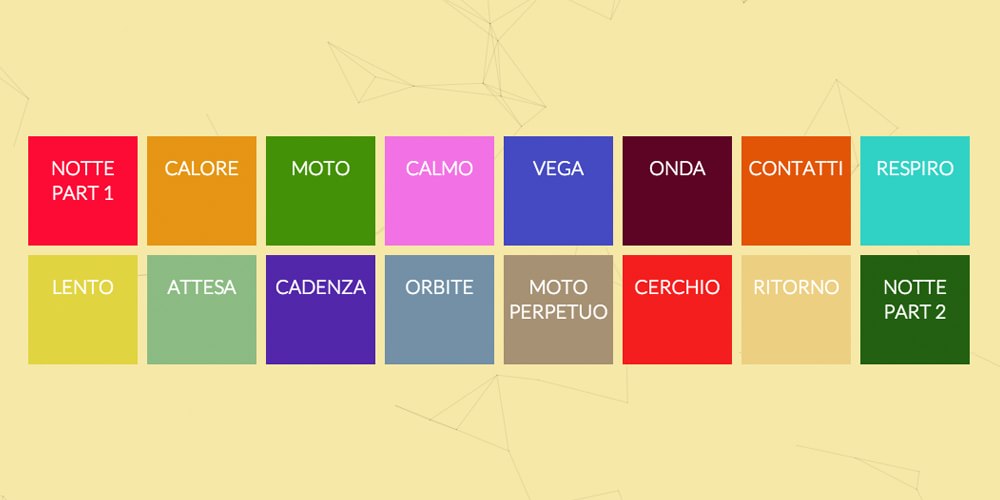 NOTTE
PART 1
CALORE
MOTO
CALMO
VEGA
ONDA
CONTATTI
RESPIRO
LENTO
ATTESA
CADENZA
ORBITE
MOTO
PERPETUO
CERCHIO
RITORNO
NOTTE
PART 2